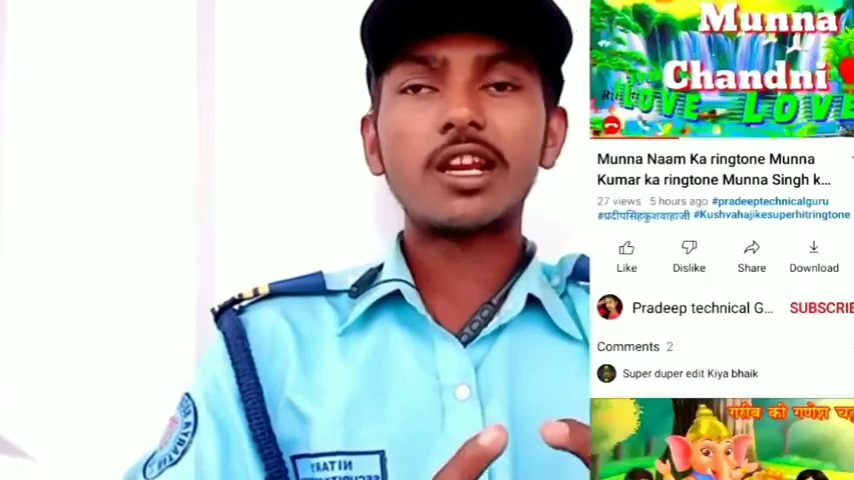 Munna
Chandni
LOVE LOVE
Munna Naam Ka ringtone Munna
Kumar ka ringtone Munna Singh k...
27 views 5 hours ago #pradeeptechnicalguru
#प्रदीपसिंहकुशवाहाजी #Kushvahajikesuperhitringtone
Like Dislike Share Download
Pradeep technical G... SUBSCRIBE
Comments 2
Super duper edit Kiya bhaik
गरीब की गणेश